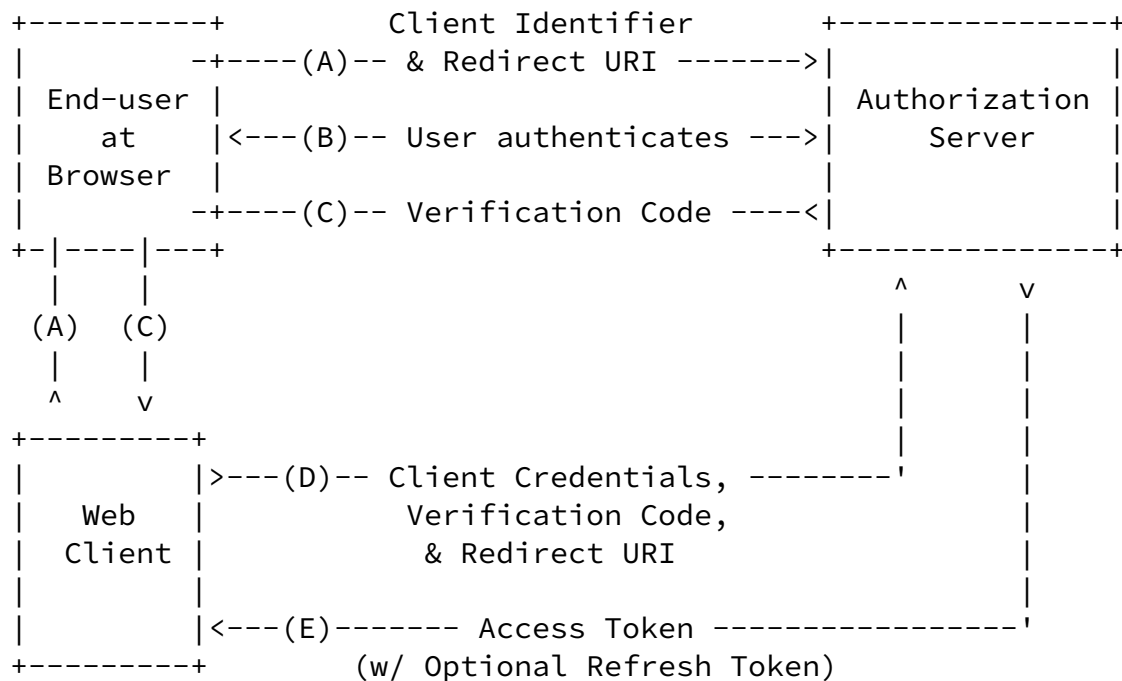 +----------+          Client Identifier      +---------------+
|         -+----(A)-- & Redirect URI ------->|               |
| End-user |                                 | Authorization |
|    at    |<---(B)-- User authenticates --->|     Server    |
| Browser  |                                 |               |
|         -+----(C)-- Verification Code ----<|               |
+-|----|---+                                 +---------------+
  |    |                                         ^      v
 (A)  (C)                                        |      |
  |    |                                         |      |
  ^    v                                         |      |
+---------+                                      |      |
|         |>---(D)-- Client Credentials, --------'      |
|   Web   |          Verification Code,                 |
|  Client |           & Redirect URI                    |
|         |                                             |
|         |<---(E)------- Access Token -----------------'
+---------+       (w/ Optional Refresh Token)